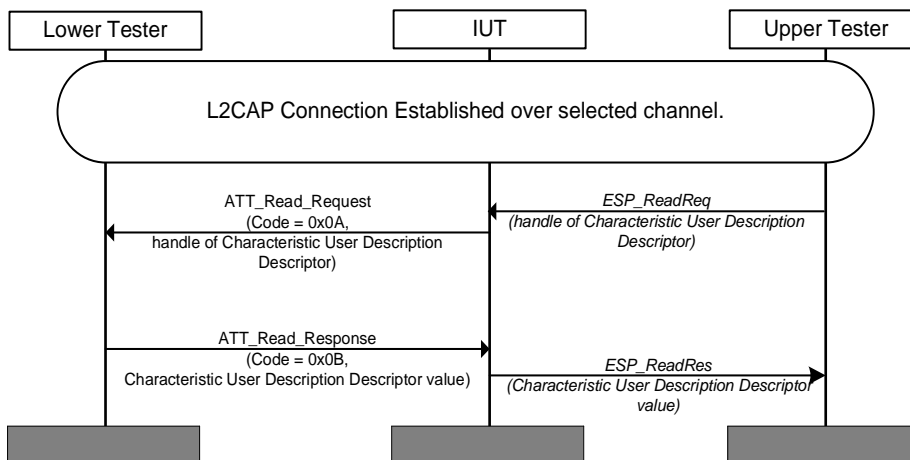 Lower Tester
IUT
Upper Tester
L2CAP Connection Established over selected channel.
ATT_Read_Request
(Code = 0x0A,
handle of Characteristic User Description
Descriptor)
ESP_ReadReq
(handle of Characteristic User Description
Descriptor)
ATT_Read_Response
(Code = 0x0B,
Characteristic User Description Descriptor value)
ESP_ReadRes
(Characteristic User Description Descriptor
value)